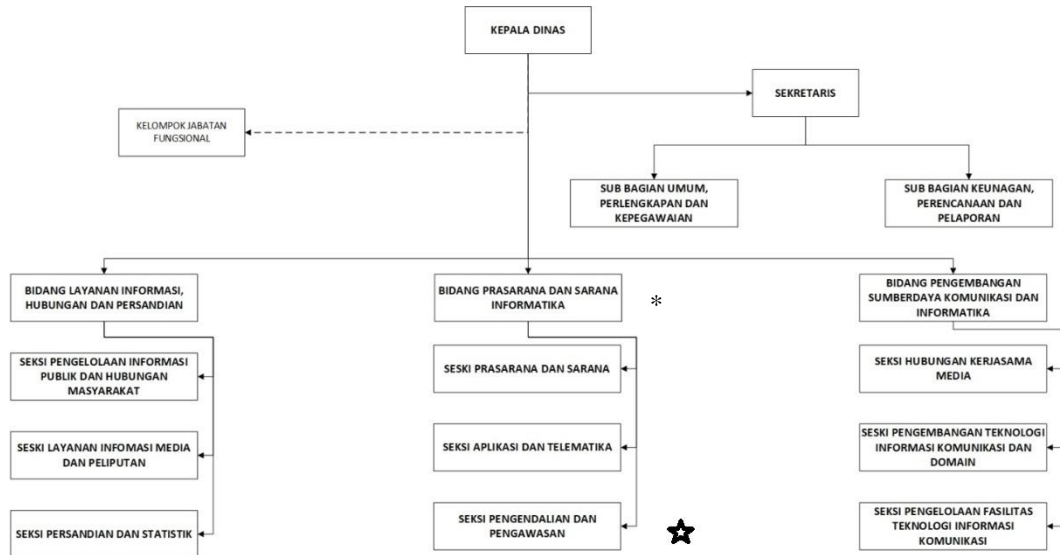 KEPALA DINAS
SEKRETARIS
KELOMPOK JABATAN
FUNGSIONAL
SUB BAGIAN UMUM,
PERLENGKAPAN DAN
KEPEGAWAIAN
SUB BAGIAN KEUNAGAN,
PERENCANAAN DAN
PELAPORAN
BIDANG LAYANAN INFORMASI,
HUBUNGAN DAN PERSANDIAN
BIDANG PRASARANA DAN SARANA
INFORMATIKA
*
BIDANG PENGEMBANGAN
SUMBERDAYA KOMUNIKASI DAN
INFORMATIKA
SEKSI PENGELOLAAN INFORMASI
PUBLIK DAN HUBUNGAN
MASYARAKAT
SESKI PRASARANA DAN SARANA
SEKSI HUBUNGAN KERJASAMA
MEDIA
SESKI LAYANAN INFOMASI MEDIA
DAN PELIPUTAN
SEKSI APLIKASI DAN TELEMATIKA
SESKI PENGEMBANGAN TEKNOLOGI
INFORMASI KOMUNIKASI DAN
DOMAIN
SEKSI PERSANDIAN DAN STATISTIK
SEKSI PENGENDALIAN DAN
PENGAWASAN
SEKSI PENGELOLAAN FASILITAS
TEKNOLOGI INFORMASI
KOMUNIKASI